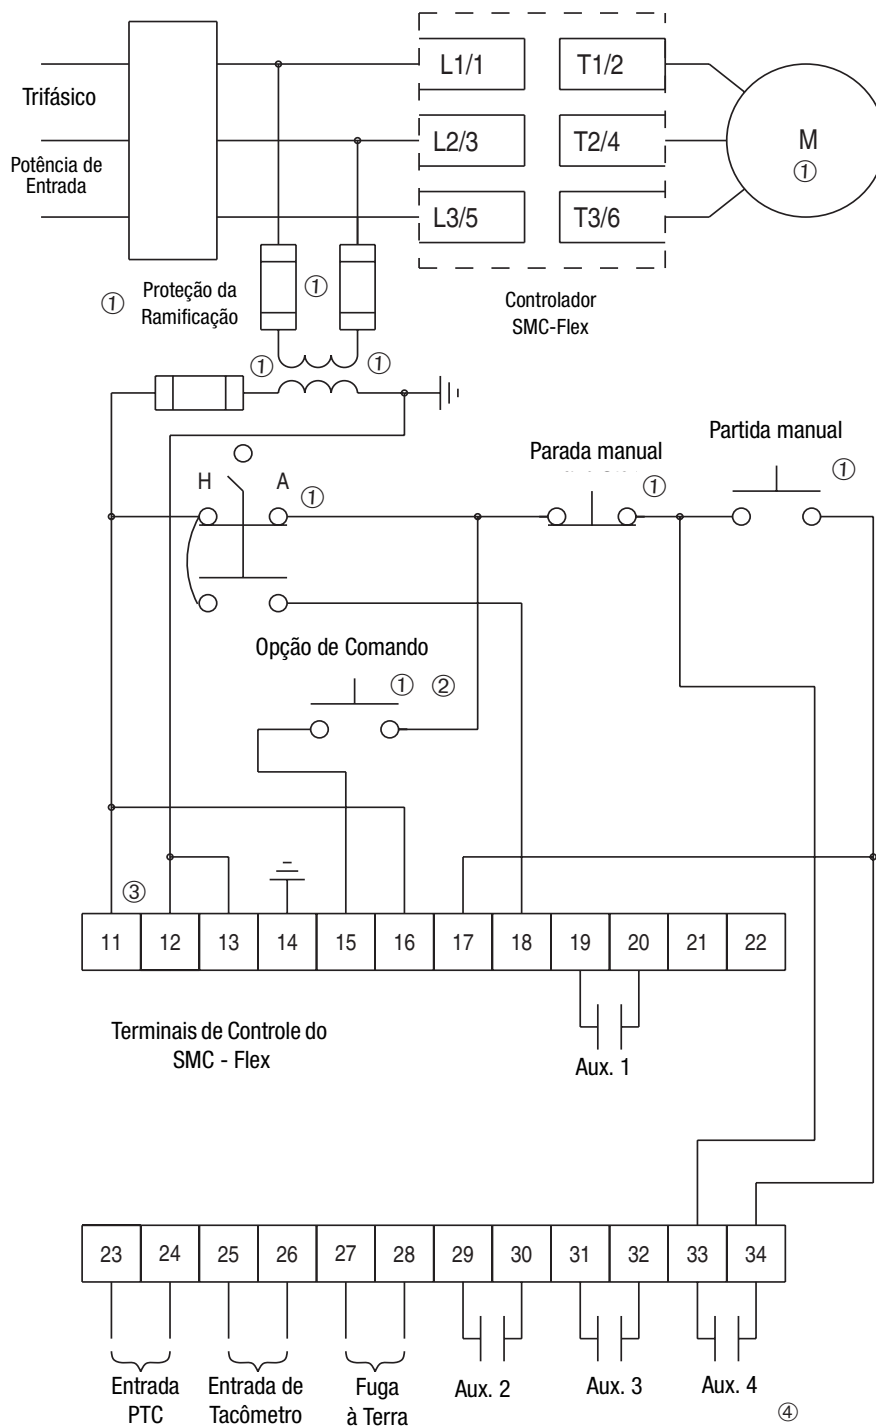 L1/1
T1/2
Trifásico
L2/3
T2/4
M
①
Potência de
Entrada
L3/5
T3/6
①
Proteção da
Ramificação
①
Controlador
SMC-Flex
①
①
Partida manual
Parada manual
H
A
①
①
①
Opção de Comando
①
②
③
11
12
13
14
15
16
17
18
19
20
21
22
Terminais de Controle do
SMC - Flex
Aux. 1
23
24
25
26
27
28
29
30
31
32
33
34
Entrada
PTC
Entrada de
Tacômetro
Fuga
à Terra
Aux. 2
Aux. 3
Aux. 4
④